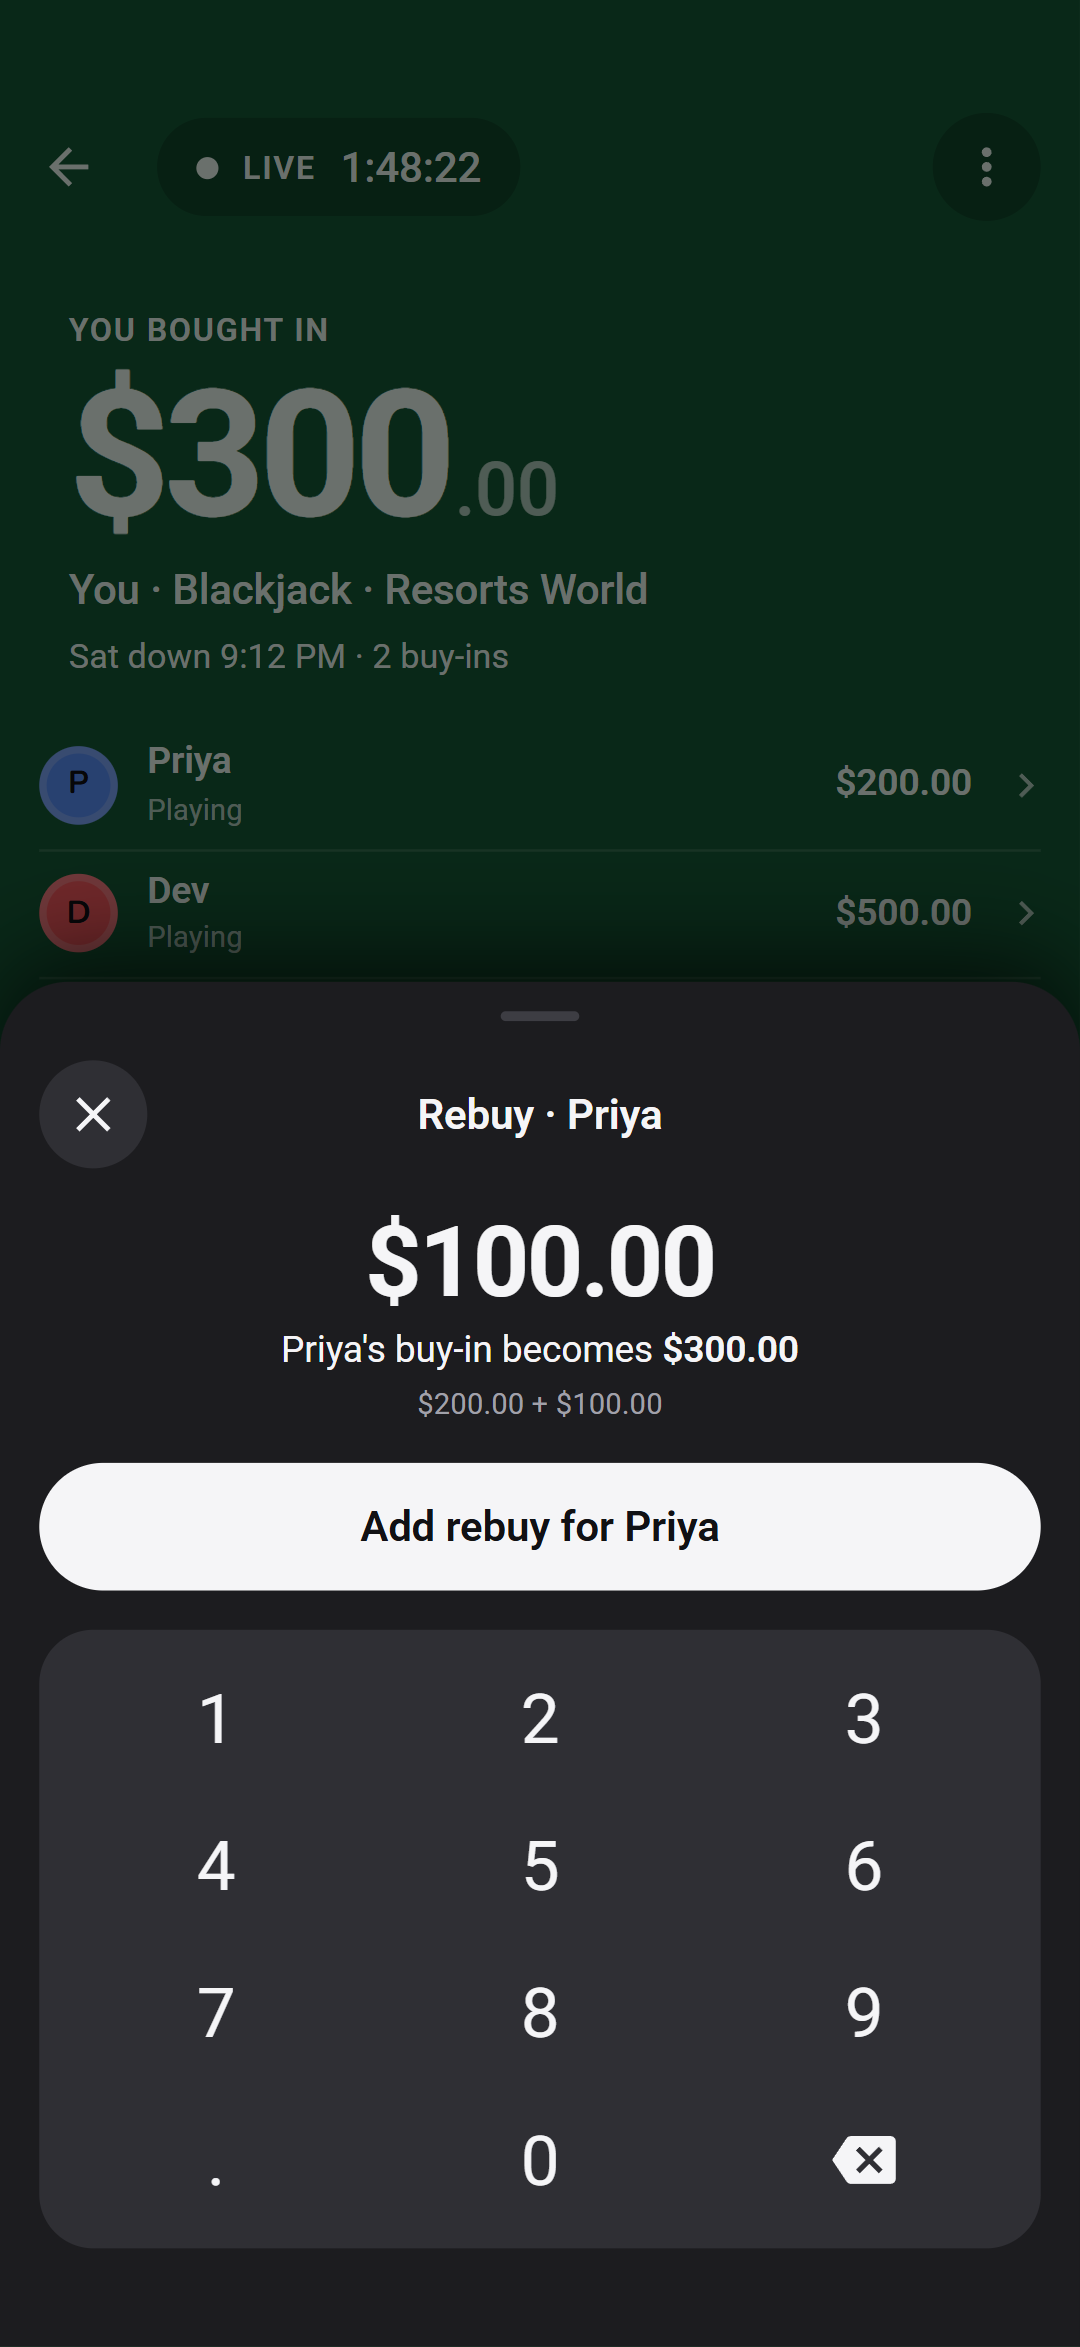 LIVE 1:48:22
YOU BOUGHT IN
$300.00
You · Blackjack · Resorts World
Sat down 9:12 PM · 2 buy-ins
P
Priya
Playing
$200.00
D
Dev
Playing
$500.00
Rebuy · Priya
$100.00
Priya's buy-in becomes $300.00
$200.00 + $100.00
Add rebuy for Priya
1 2 3
4 5 6
7 8 9
. 0